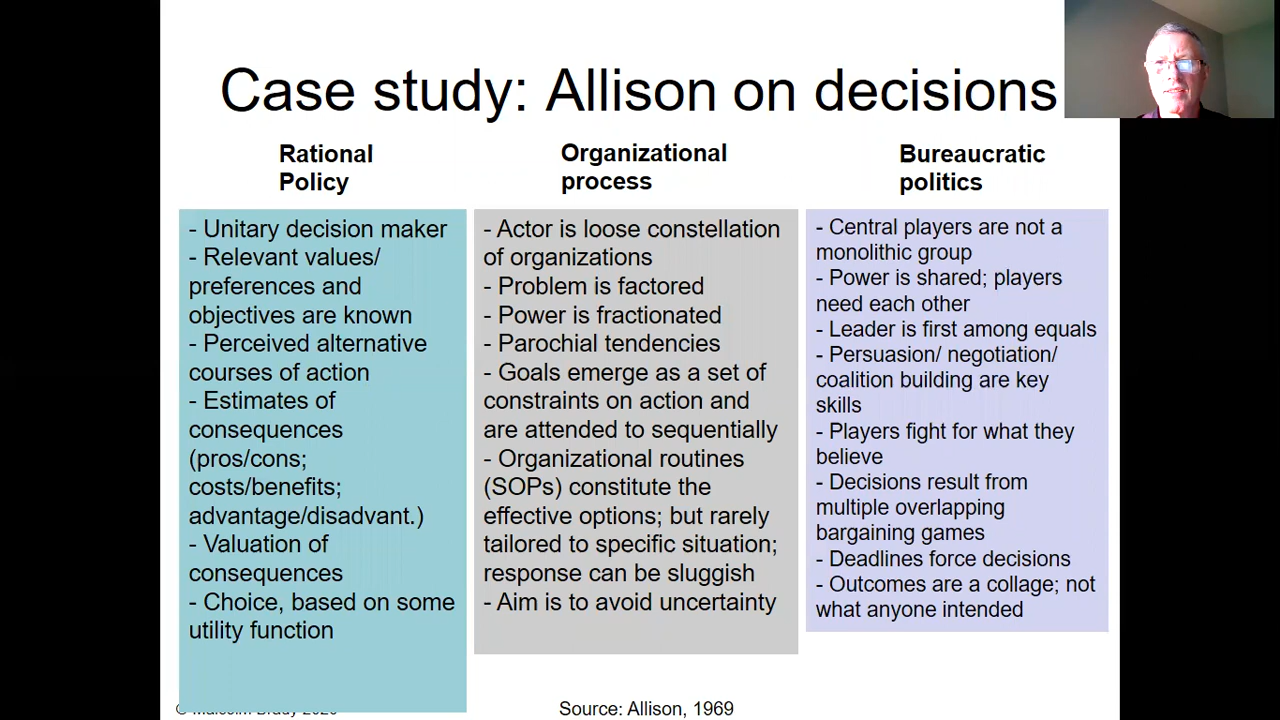 Case study: Allison on decisions
Rational
Policy
- Unitary decision maker
- Relevant values/
preferences and
objectives are known
- Perceived alternative
courses of action
- Estimates of
consequences
(pros/cons;
costs/benefits;
advantage/disadvant.)
- Valuation of
consequences
- Choice, based on some
utility function
Organizational
process
- Actor is loose constellation
of organizations
- Problem is factored
- Power is fractionated
- Parochial tendencies
- Goals emerge as a set of
constraints on action and
are attended to sequentially
- Organizational routines
(SOPs) constitute the
effective options; but rarely
tailored to specific situation;
response can be sluggish
- Aim is to avoid uncertainty
Bureaucratic
politics
- Central players are not a
monolithic group
- Power is shared; players
need each other
- Leader is first among equals
- Persuasion/ negotiation/
coalition building are key
skills
- Players fight for what they
believe
- Decisions result from
multiple overlapping
bargaining games
- Deadlines force decisions
- Outcomes are a collage; not
what anyone intended
Source: Allison, 1969